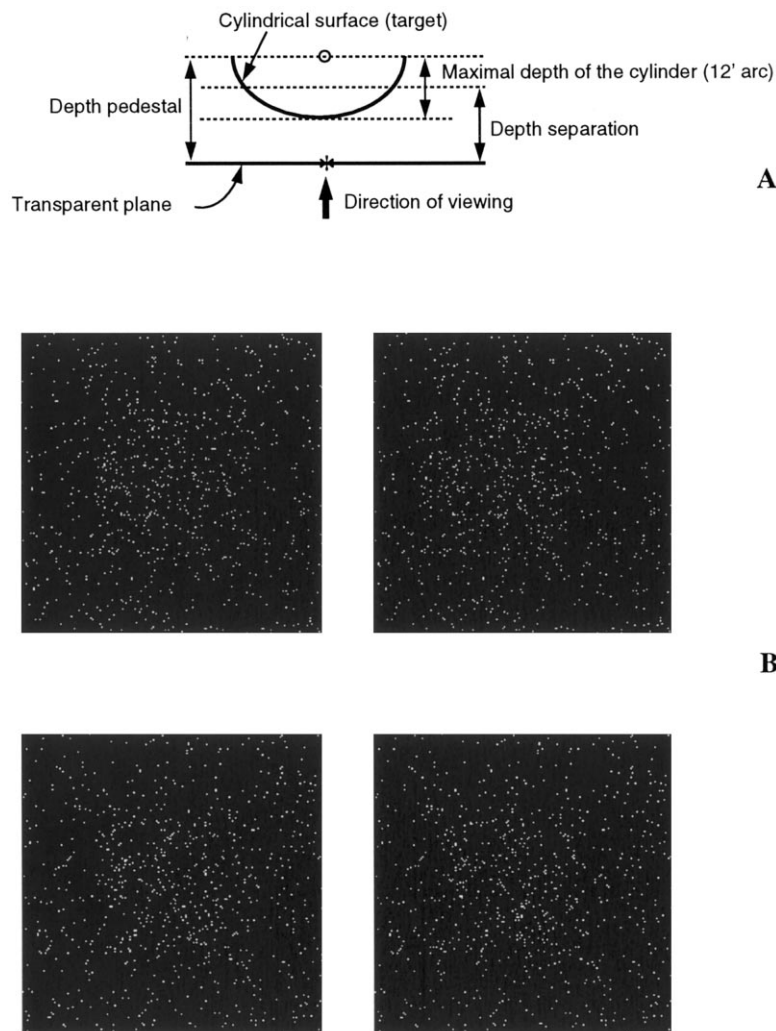 Cylindrical surface (target)
Maximal depth of the cylinder (12' arc)
Depth pedestal
Depth separation
Transparent plane
Direction of viewing
A
B